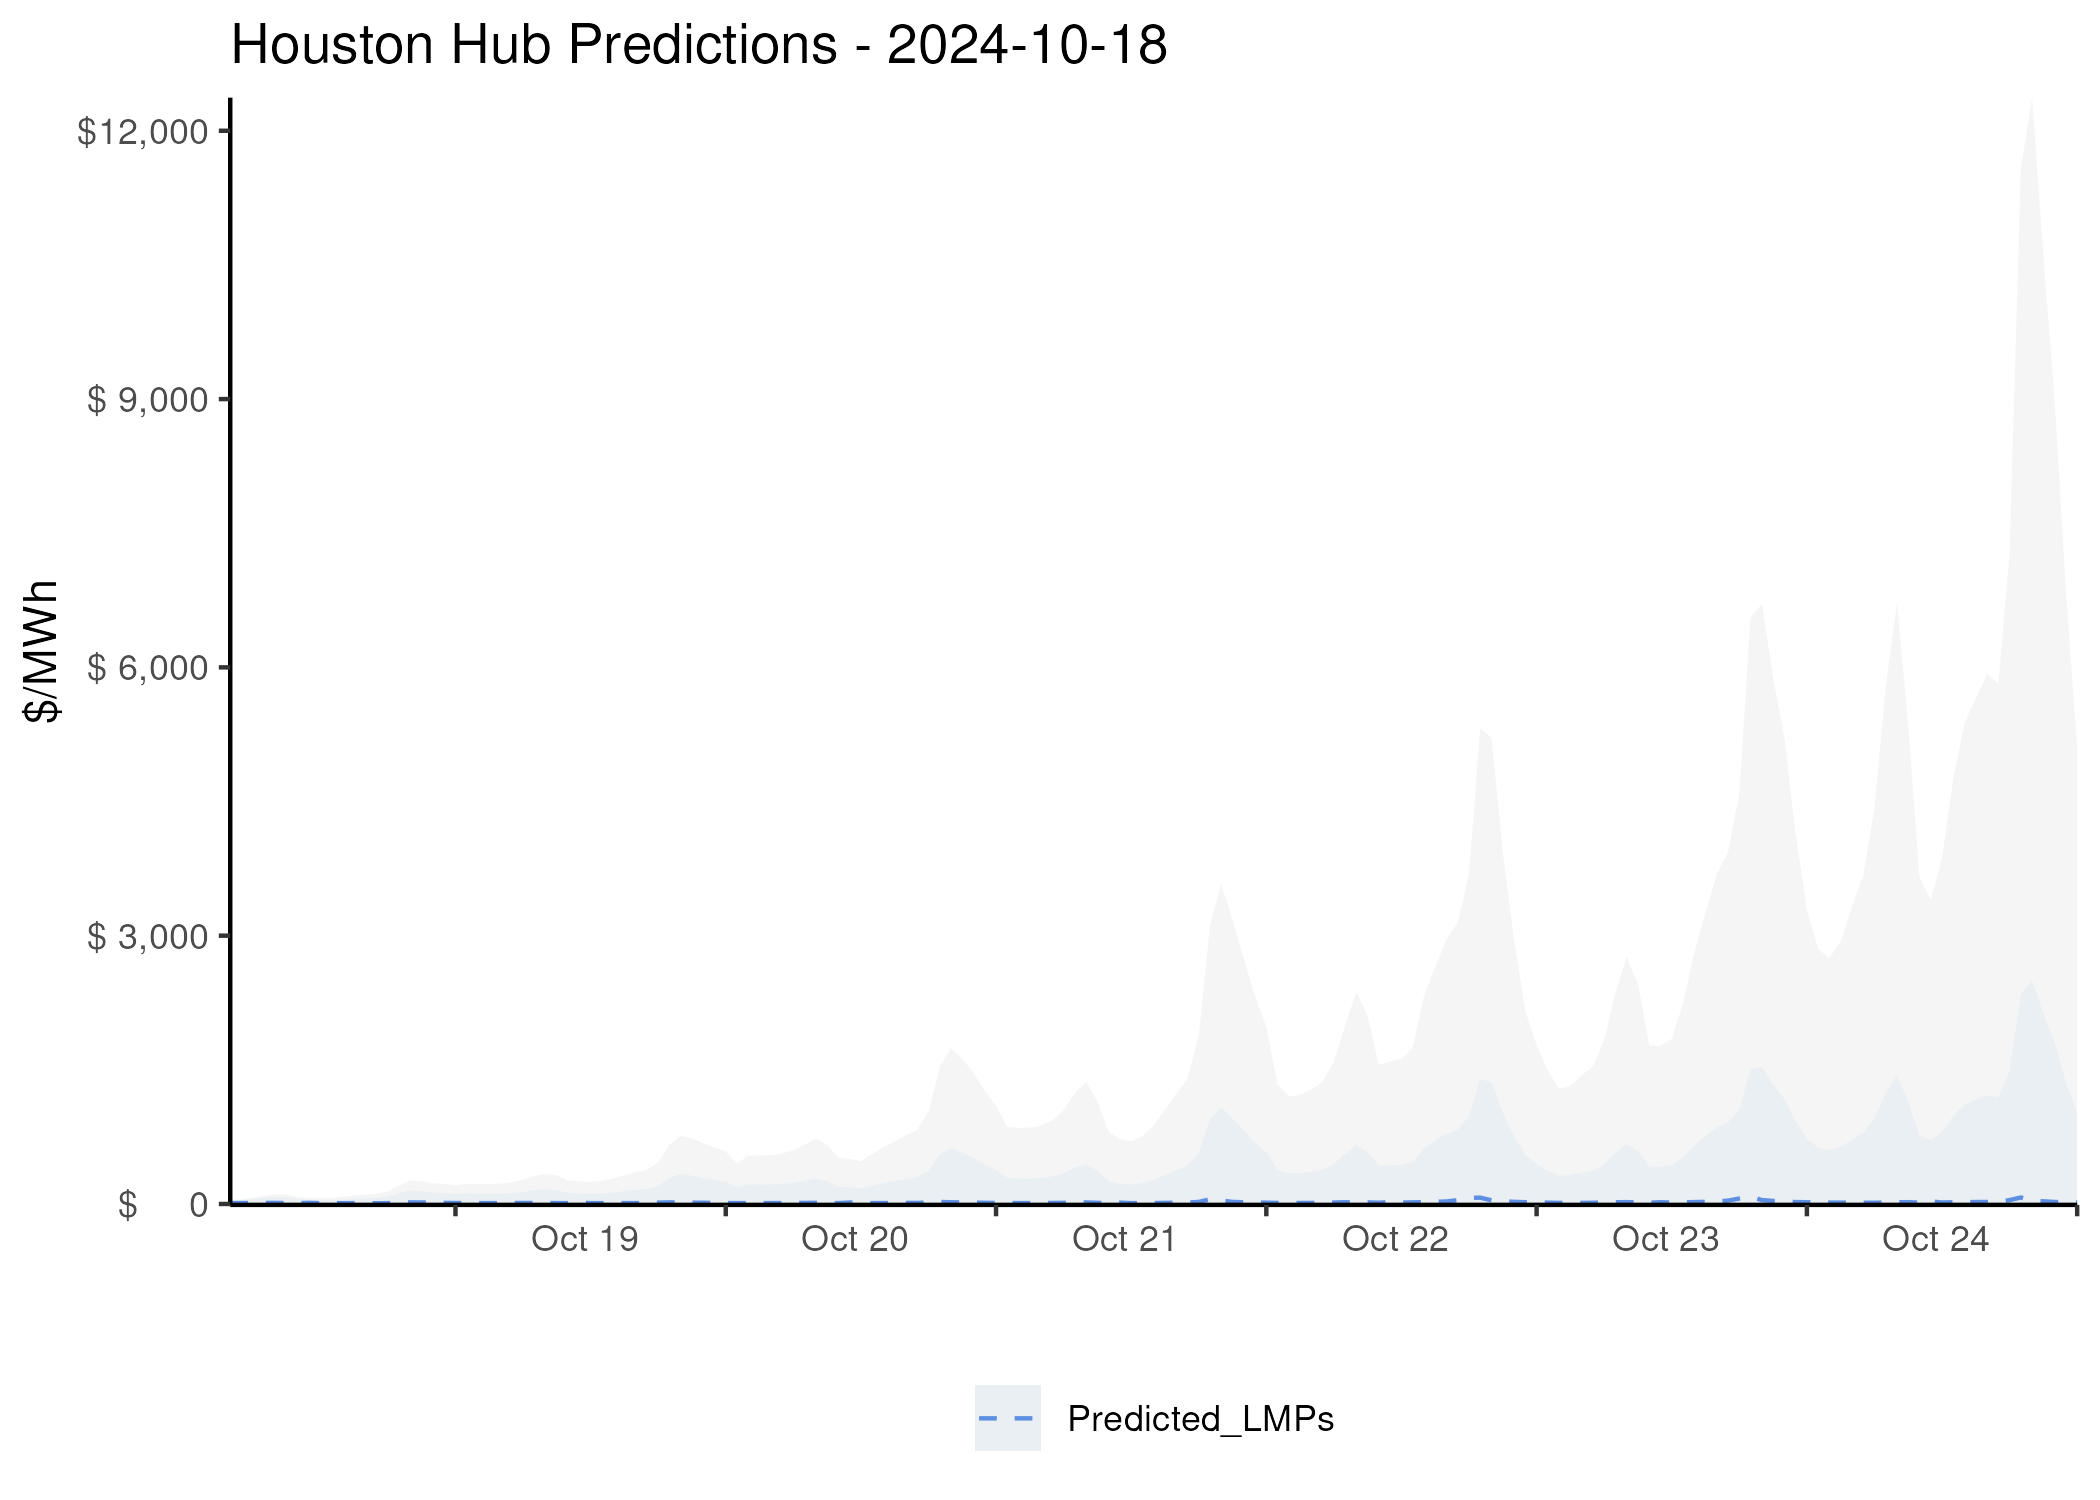 Houston Hub Predictions - 2024-10-18
$12,000
$ 9,000
$ 6,000
$ 3,000
$ 0
$/MWh
Oct 19 Oct 20 Oct 21 Oct 22 Oct 23 Oct 24
Predicted_LMPs